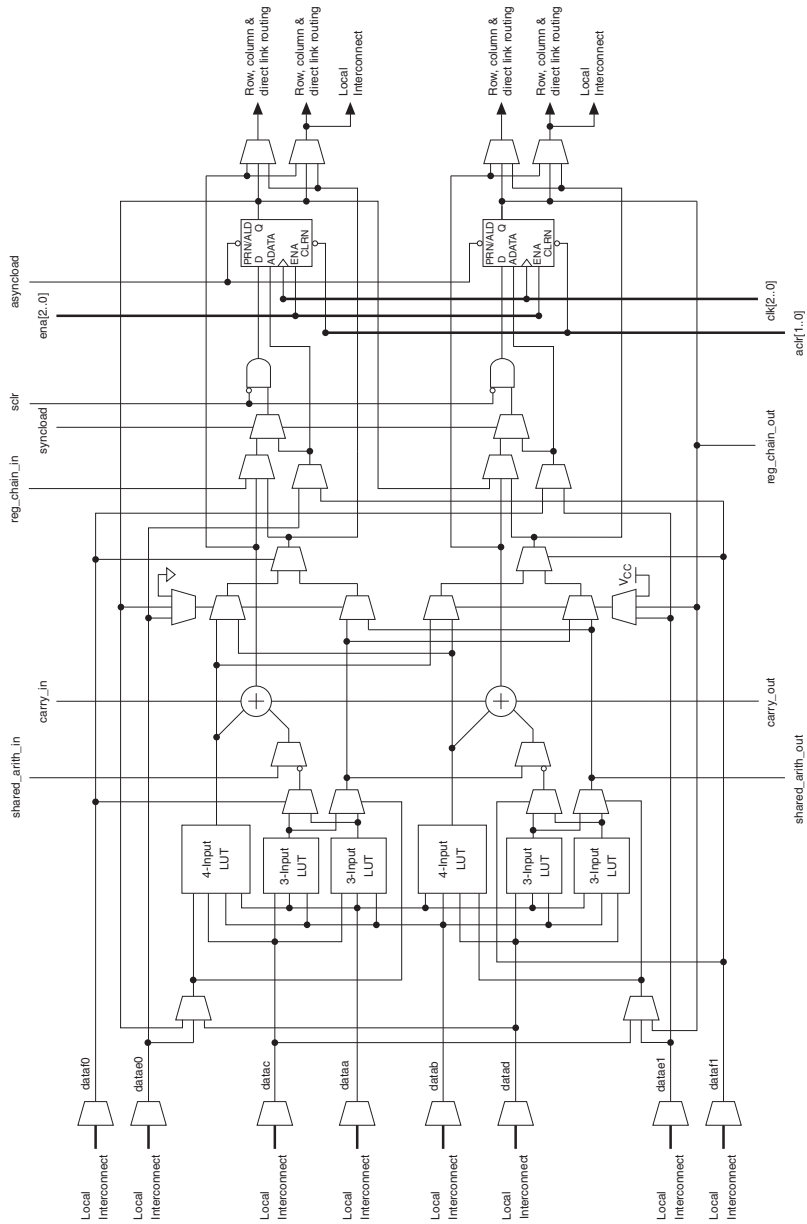 shared_arith_in
carry_in
reg_chain_in
syncload
sclr
ena[2..0]
asyncload
Local
Interconnect
dataf0
Local
Interconnect
datae0
Local
Interconnect
datac
Local
Interconnect
dataa
Local
Interconnect
datab
Local
Interconnect
datad
Local
Interconnect
datae1
Local
Interconnect
dataf1
4-Input
LUT
3-Input
LUT
3-Input
LUT
4-Input
LUT
3-Input
LUT
3-Input
LUT
+
+
VCC
PRN/ALD
D Q
ADATA
ENA
CLRN
PRN/ALD
D Q
ADATA
ENA
CLRN
Row, column &
direct link routing
Row, column &
direct link routing
Local
Interconnect
Row, column &
direct link routing
Row, column &
direct link routing
Local
Interconnect
shared_arith_out
carry_out
reg_chain_out
clk[2..0]
aclr[1..0]